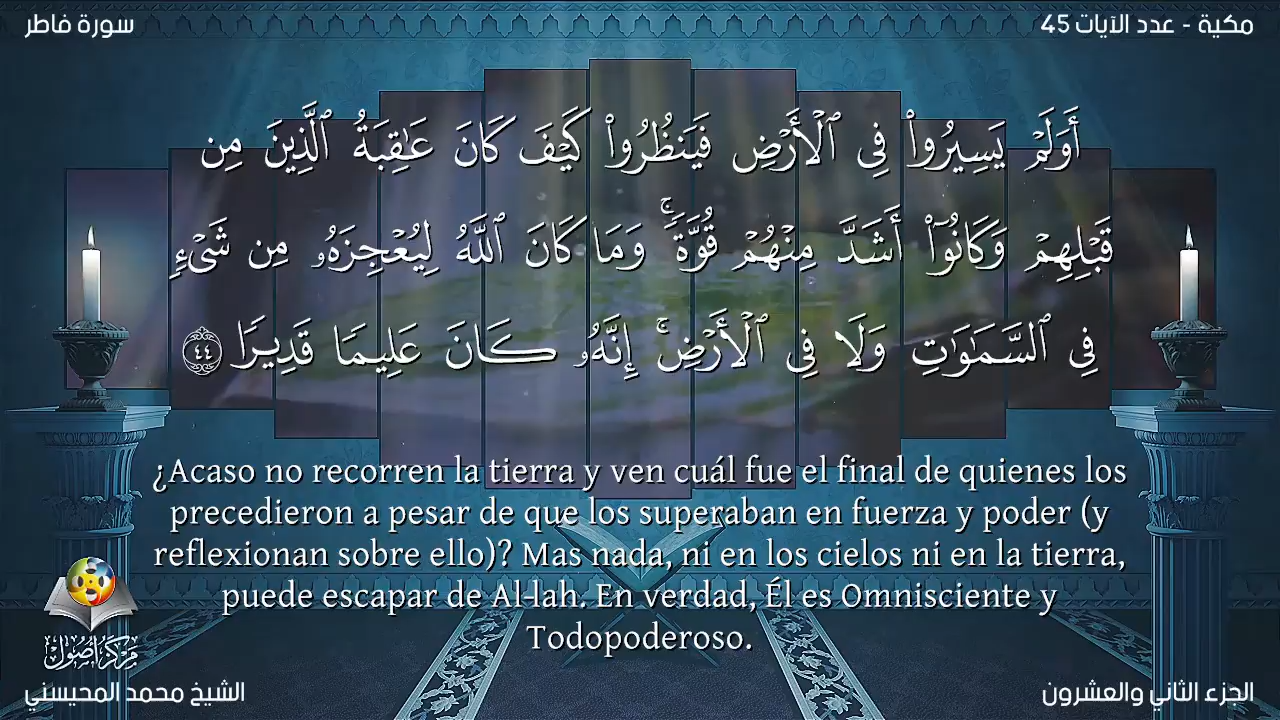 سورة فاطر
مكية - عدد الآيات 45
أَوَلَمْ يَسِيرُوا۟ فِى ٱلْأَرْضِ فَيَنظُرُوا۟ كَيْفَ كَانَ عَـٰقِبَةُ ٱلَّذِينَ مِن
قَبْلِهِمْ وَكَانُوٓا۟ أَشَدَّ مِنْهُمْ قُوَّةً ۚ وَمَا كَانَ ٱللَّهُ لِيُعْجِزَهُۥ مِن شَىْءٍ
فِى ٱلسَّمَـٰوَٰتِ وَلَا فِى ٱلْأَرْضِ ۚ إِنَّهُۥ كَانَ عَلِيمًا قَدِيرًا ٤٤
¿Acaso no recorren la tierra y ven cuál fue el final de quienes los
precedieron a pesar de que los superaban en fuerza y poder (y
reflexionan sobre ello)? Mas nada, ni en los cielos ni en la tierra,
puede escapar de Al-lah. En verdad, Él es Omnisciente y
Todopoderoso.
مركز أصول
الشيخ محمد المحيسني
الجزء الثاني والعشرون